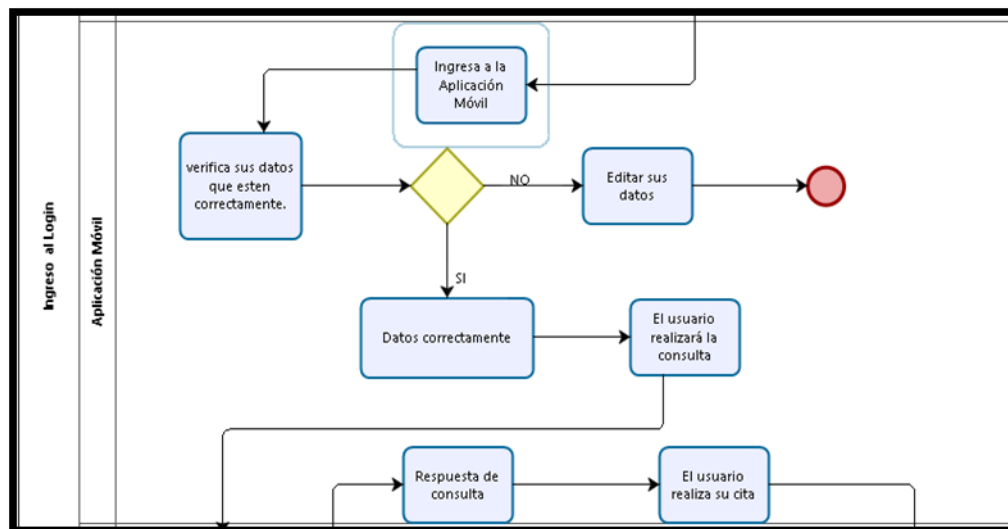 Ingreso al Login
Aplicación Móvil
Ingresa a la
Aplicación
Móvil
verifica sus datos
que esten
correctamente.
NO
Editar sus
datos
SI
Datos correctamente
El usuario
realizará la
consulta
Respuesta de
consulta
El usuario
realiza su cita